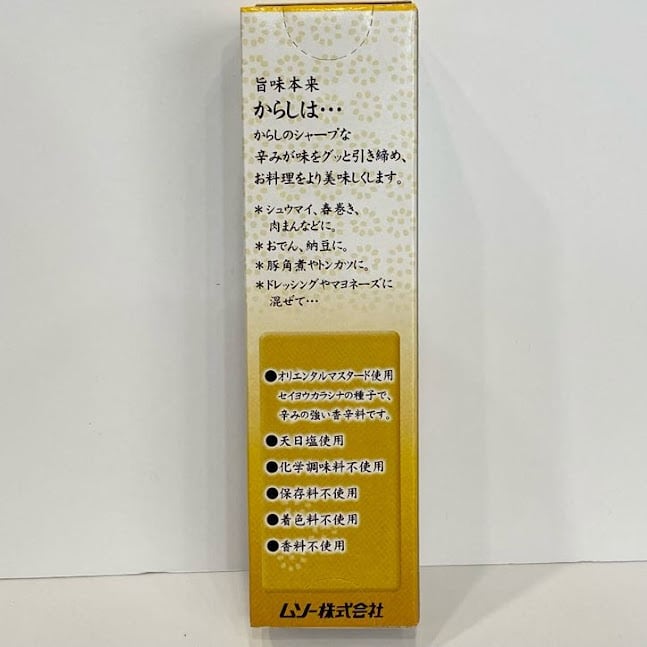 旨味本来
からしは…
からしのシャープな
辛みが味をグッと引き締め、
お料理をより美味しくします。
＊シュウマイ、春巻き、
肉まんなどに。
＊おでん、納豆に。
＊豚角煮やトンカツに。
＊ドレッシングやマヨネーズに
混ぜて…
●オリエンタルマスタード使用
セイヨウカラシナの種子で、
辛みの強い香辛料です。
●天日塩使用
●化学調味料不使用
●保存料不使用
●着色料不使用
●香料不使用
ムソー株式会社